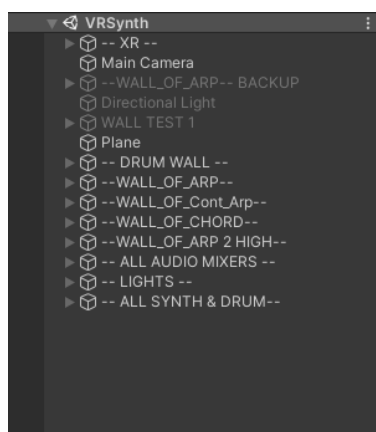 VRSynth
-- XR --
Main Camera
--WALL_OF_ARP-- BACKUP
Directional Light
WALL TEST 1
Plane
-- DRUM WALL --
--WALL_OF_ARP--
--WALL_OF_Cont_Arp--
--WALL_OF_CHORD--
--WALL_OF_ARP 2 HIGH--
-- ALL AUDIO MIXERS --
-- LIGHTS --
-- ALL SYNTH & DRUM--